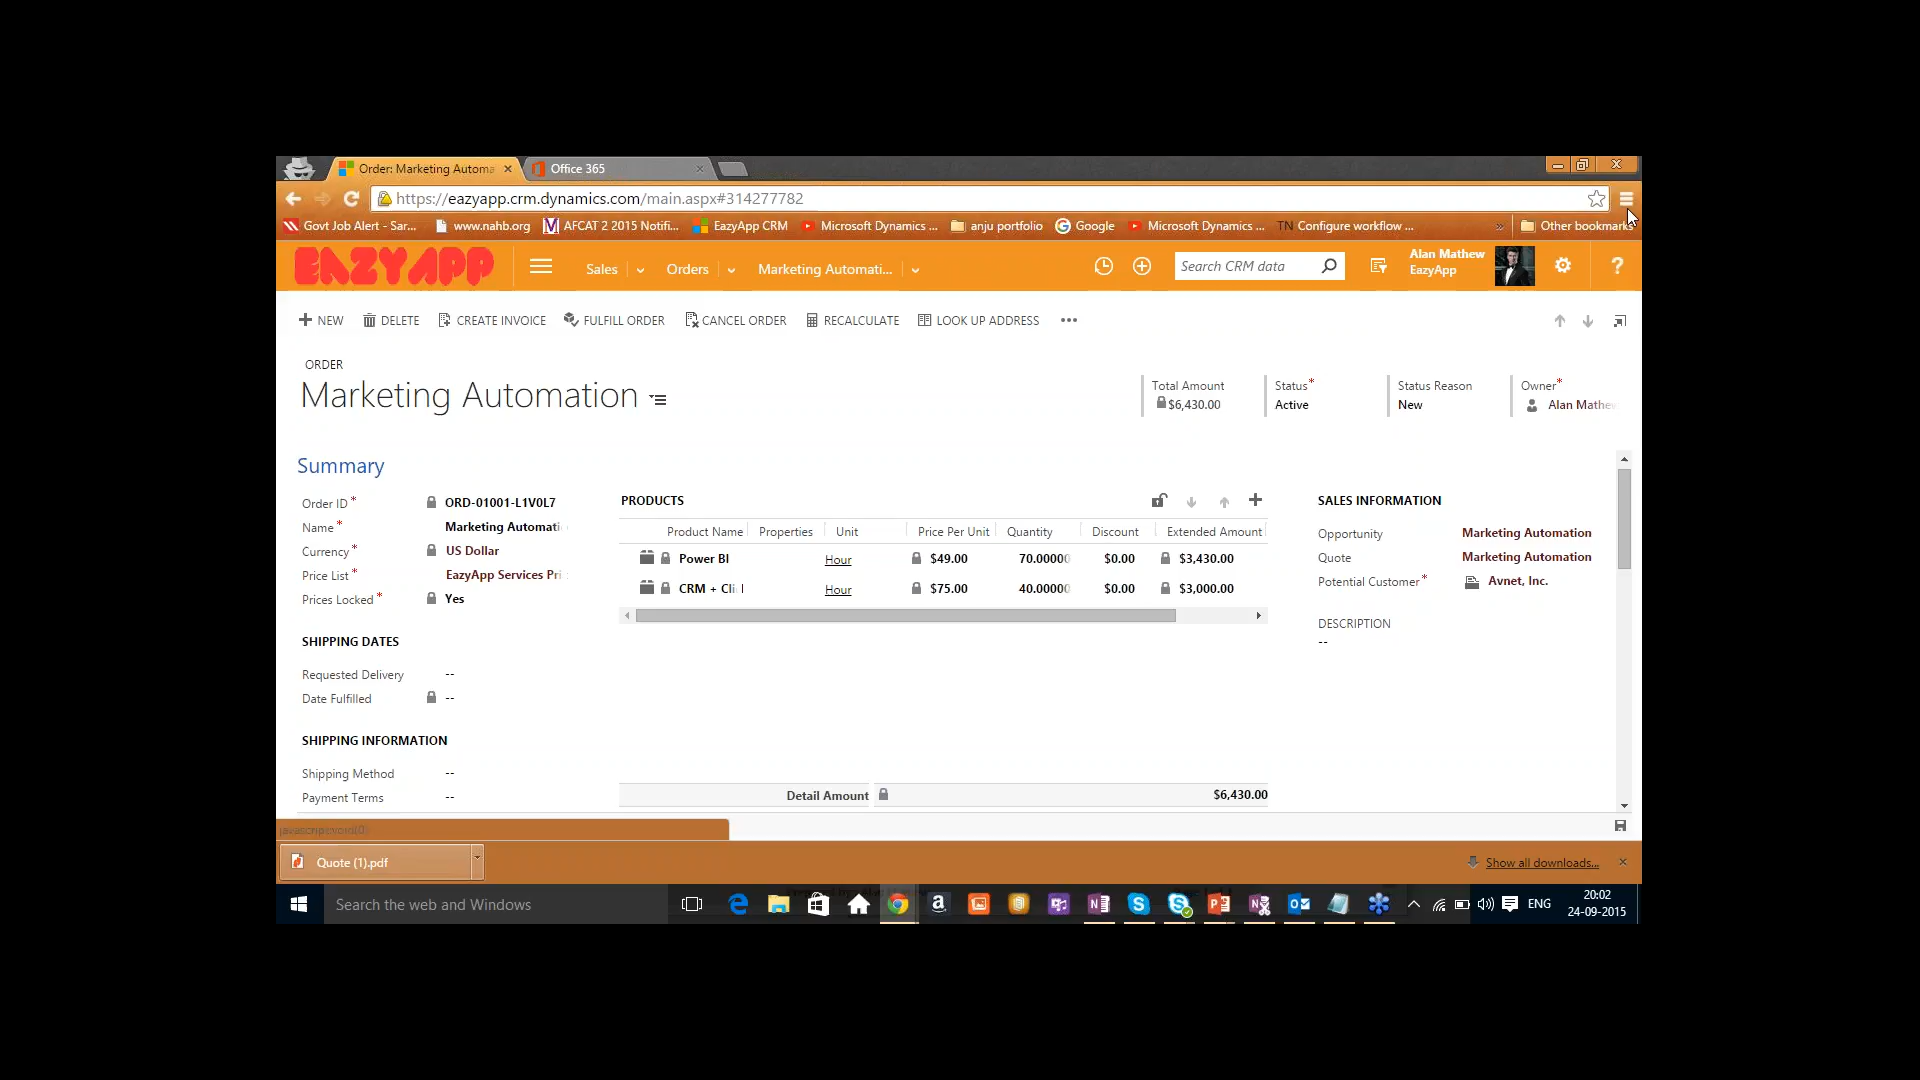 Order: Marketing Automa
Office 365
https://eazyapp.crm.dynamics.com/main.aspx#314277782
Govt Job Alert - Sar...
www.nahb.org
AFCAT 2 2015 Notifi...
EazyApp CRM
Microsoft Dynamics ...
anju portfolio
Google
Microsoft Dynamics ...
TN Configure workflow ...
»
Other bookmarks
EAZYAPP
Sales
Orders
Marketing Automati...
Search CRM data
Alan Mathew
EazyApp
?
NEW
DELETE
CREATE INVOICE
FULFILL ORDER
CANCEL ORDER
RECALCULATE
LOOK UP ADDRESS
•••
ORDER
Marketing Automation
Total Amount
$6,430.00
Status*
Active
Status Reason
New
Owner*
Alan Mathew
Summary
Order ID* ORD-01001-L1V0L7
Name* Marketing Automati
Currency* US Dollar
Price List* EazyApp Services Pri
Prices Locked* Yes
SHIPPING DATES
Requested Delivery --
Date Fulfilled --
SHIPPING INFORMATION
Shipping Method --
Payment Terms --
PRODUCTS
Product Name Properties Unit Price Per Unit Quantity Discount Extended Amount
Power BI Hour $49.00 70.00000 $0.00 $3,430.00
CRM + Cli Hour $75.00 40.00000 $0.00 $3,000.00
Detail Amount $6,430.00
SALES INFORMATION
Opportunity Marketing Automation
Quote Marketing Automation
Potential Customer* Avnet, Inc.
DESCRIPTION
--
javascript:void(0)
Quote (1).pdf
Show all downloads...
Search the web and Windows
ENG
20:02
24-09-2015